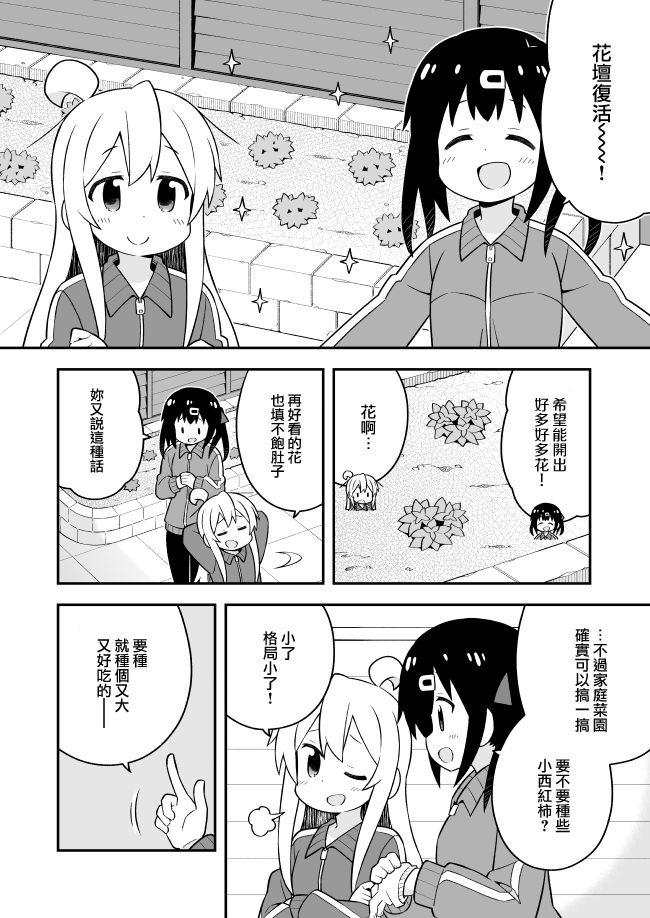 花壇復活~~~!
希望能開出
好多好多花!
花啊…
再好看的花
也填不飽肚子
妳又説這種話
…不過家庭菜園
確實可以搞一搞
要不要種些
小西紅柿?
小了
格局小了!
要種
就種個又大
又好吃的——